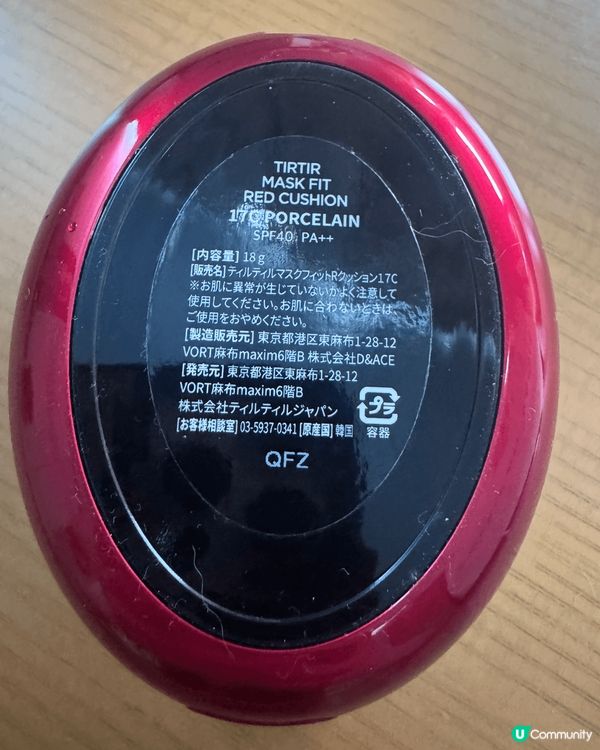 TIRTIR
MASK FIT
RED CUSHION
17C PORCELAIN
SPF40 PA++
[内容量] 18 g
[販売名] ティルティルマスクフィットRクッション17C
※お肌に異常が生じていないかよく注意して
使用してください。お肌に合わないときは、
ご使用をおやめください。
[製造販売元] 東京都港区東麻布1-28-12
VORT麻布maxim6階B 株式会社D&ACE
[発売元] 東京都港区東麻布1-28-12
VORT麻布maxim6階B
株式会社ティルティルジャパン
プラ
容器
[お客様相談室] 03-5937-0341 [原産国] 韓国
QFZ
U Community